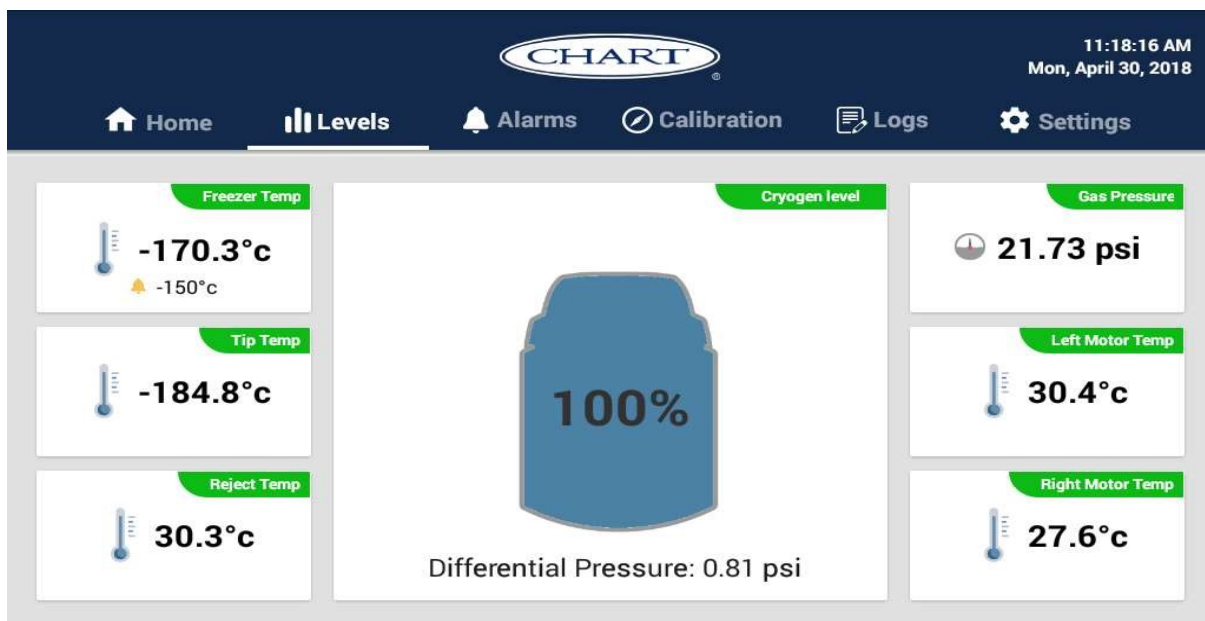 CHART
®
11:18:16 AM
Mon, April 30, 2018
Home
Levels
Alarms
Calibration
Logs
Settings
Freezer Temp
-170.3°c
-150°c
Tip Temp
-184.8°c
Reject Temp
30.3°c
Cryogen level
100%
Differential Pressure: 0.81 psi
Gas Pressure
21.73 psi
Left Motor Temp
30.4°c
Right Motor Temp
27.6°c